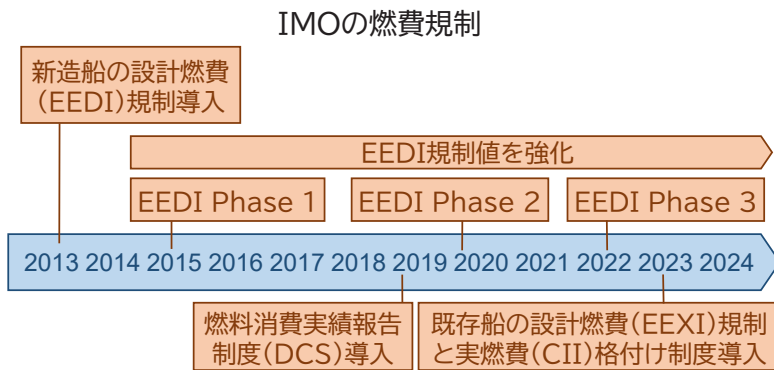 IMOの燃費規制
新造船の設計燃費
(EEDI)規制導入
EEDI規制値を強化
EEDI Phase 1
EEDI Phase 2
EEDI Phase 3
2013 2014 2015 2016 2017 2018 2019 2020 2021 2022 2023 2024
燃料消費実績報告
制度(DCS)導入
既存船の設計燃費(EEXI)規制
と実燃費(CII)格付け制度導入